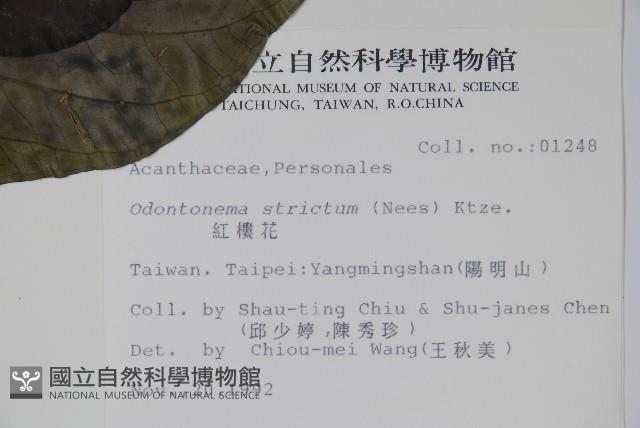 立自然科學博物館
TIONAL MUSEUM OF NATURAL SCIENCE
TAICHUNG, TAIWAN, R.O.CHINA
Coll. no.:01248
Acanthaceae,Personales
Odontonema strictum (Nees) Ktze.
紅樓花
Taiwan. Taipei:Yangmingshan(陽明山)
Coll. by Shau-ting Chiu & Shu-janes Chen
(邱少婷,陳秀珍)
Det. by Chiou-mei Wang(王秋美)
Nov. 20,1992
國立自然科學博物館
NATIONAL MUSEUM OF NATURAL SCIENCE